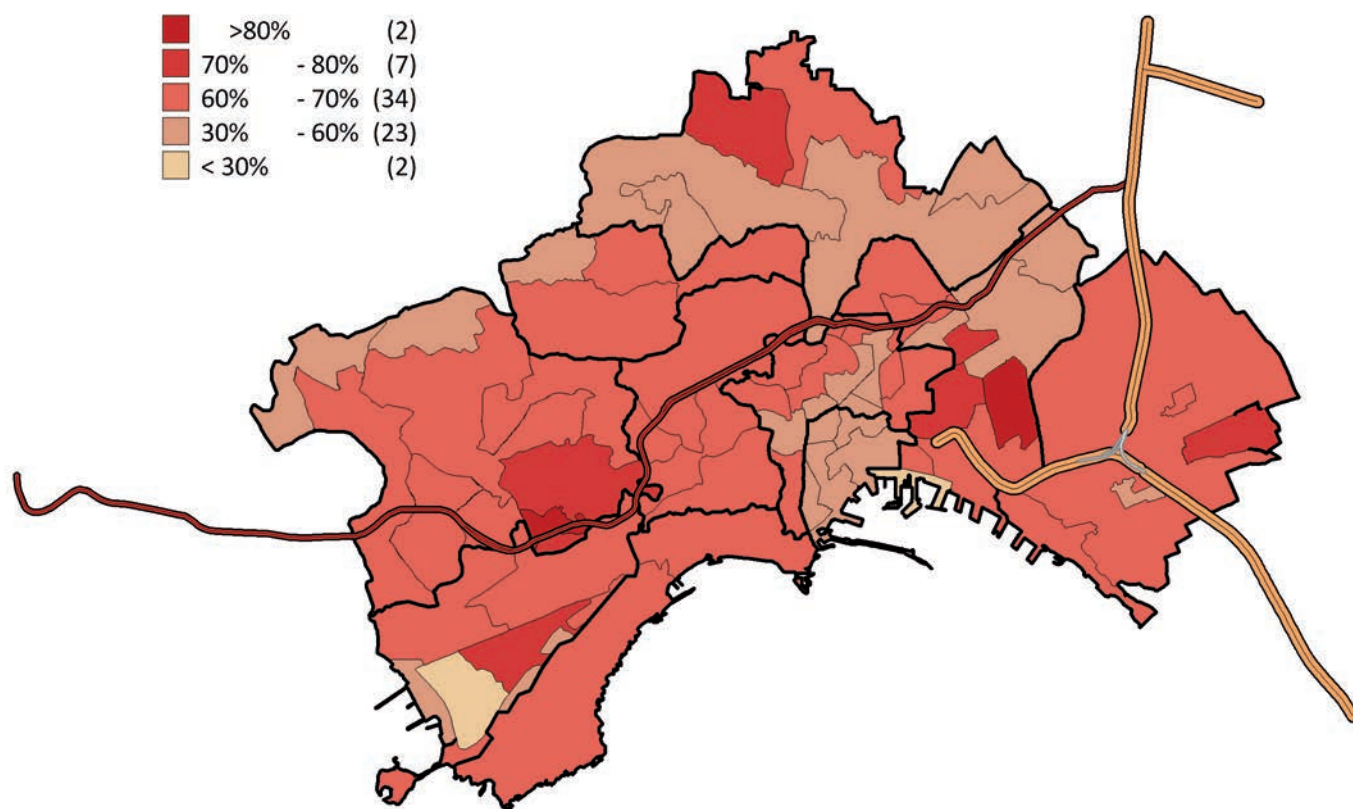 >80% (2)
70% - 80% (7)
60% - 70% (34)
30% - 60% (23)
< 30% (2)